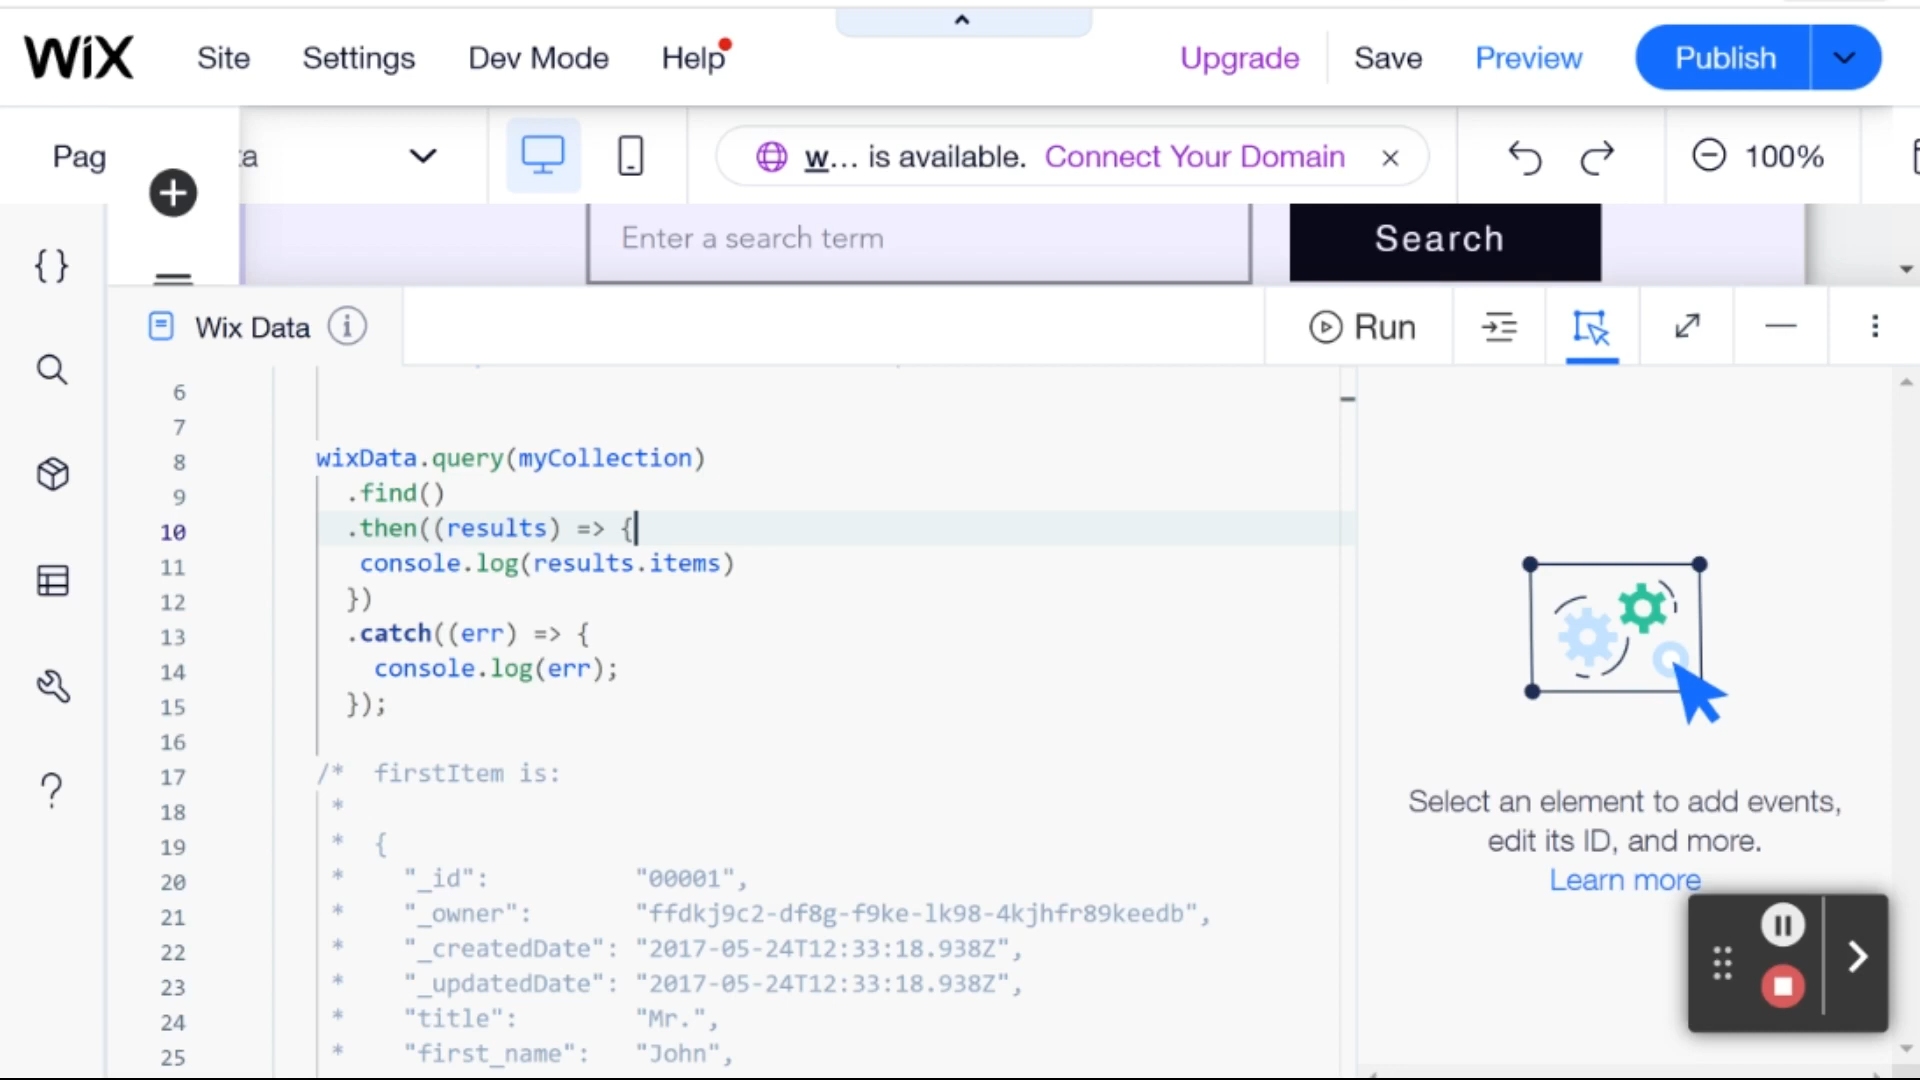 WiX Site Settings Dev Mode Help Upgrade Save Preview Publish
Pag a w... is available. Connect Your Domain × 100%
Enter a search term Search
Wix Data Run
6
7
8 wixData.query(myCollection)
9 .find()
10 .then((results) => {
11 console.log(results.items)
12 })
13 .catch((err) => {
14 console.log(err);
15 });
16
17 /* firstItem is:
18 *
19 * {
20 * "_id": "00001",
21 * "_owner": "ffdkj9c2-df8g-f9ke-lk98-4kjhfr89keedb",
22 * "_createdDate": "2017-05-24T12:33:18.938Z",
23 * "_updatedDate": "2017-05-24T12:33:18.938Z",
24 * "title": "Mr.",
25 * "first_name": "John",
Select an element to add events,
edit its ID, and more.
Learn more